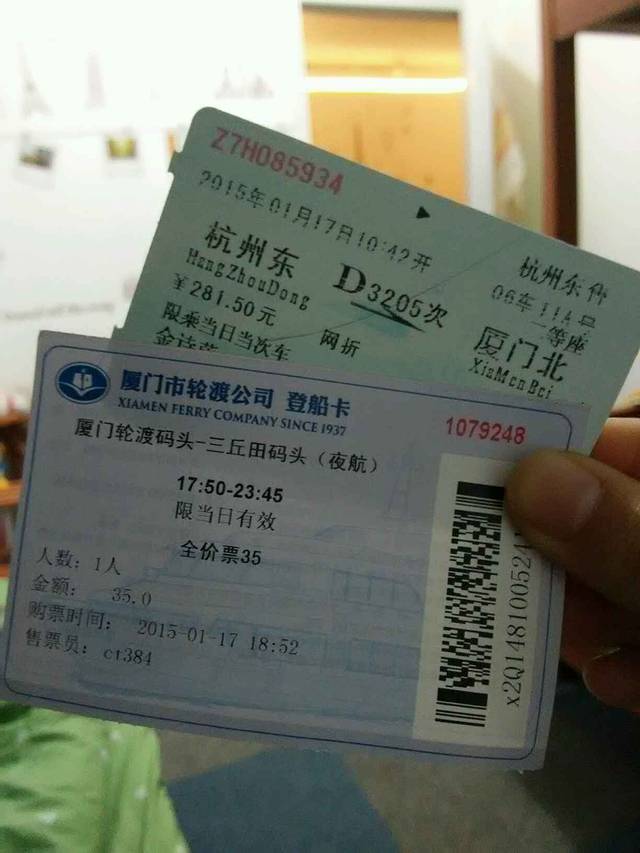 Z7H085934
2015年01月17日10:42开
杭州东售
杭州东
HangZhouDong
D3205次
06车11A号
二等座
厦门北
XiaMenBei
￥281.50元
网折
限乘当日当次车
厦门市轮渡公司 登船卡
XIAMEN FERRY COMPANY SINCE 1937
1079248
厦门轮渡码头-三丘田码头（夜航）
17:50-23:45
限当日有效
全价票35
人数: 1人
金额: 35.0
购票时间: 2015-01-17 18:52
售票员: ct384